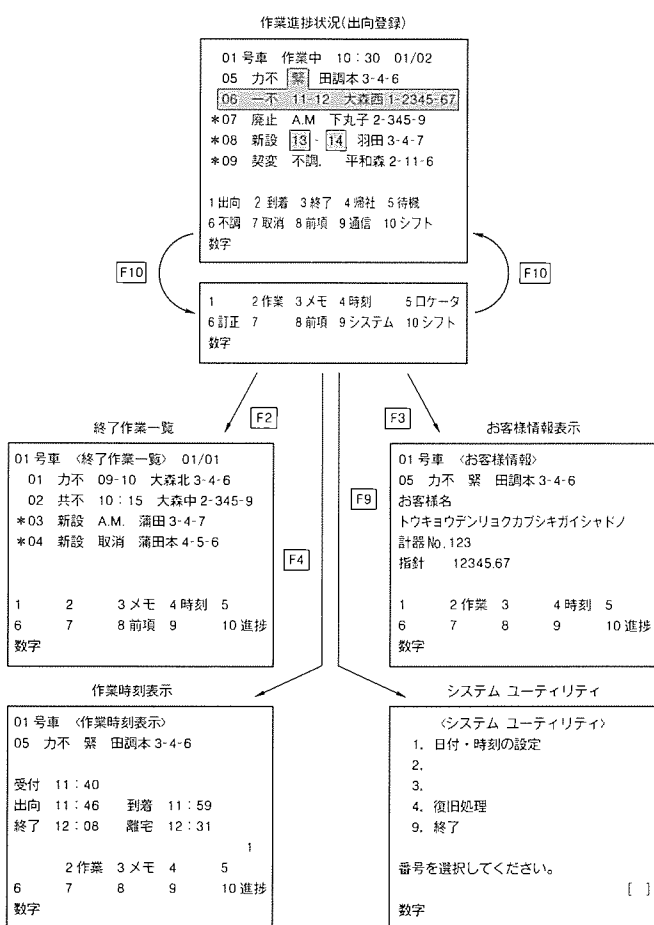 作業進捗状況(出向登録)
01号車 作業中 10:30 01/02
05 力不 緊 田調本3-4-6
06 一不 11-12 大森西1-2345-67
*07 廃止 A.M 下丸子2-345-9
*08 新設 13 - 14 羽田3-4-7
*09 契変 不調. 平和森2-11-6
1出向 2到着 3終了 4帰社 5待機
6不調 7取消 8前項 9通信 10シフト
数字
F10 F10
1 2作業 3メモ 4時刻 5ロケータ
6訂正 7 8前項 9システム 10シフト
数字
F2
F3
F9
F4
終了作業一覧
01号車 〈終了作業一覧〉 01/01
01 力不 09-10 大森北3-4-6
02 共不 10:15 大森中2-345-9
*03 新設 A.M. 蒲田3-4-7
*04 新設 取消 蒲田本4-5-6
1 2 3メモ 4時刻 5
6 7 8前項 9 10進捗
数字
お客様情報表示
01号車 〈お客様情報〉
05 力不 緊 田調本3-4-6
お客様名
トウキョウデンリョクカブシキガイシャドノ
計器No.123
指針 12345.67
1 2作業 3 4時刻 5
6 7 8 9 10進捗
数字
作業時刻表示
01号車 〈作業時刻表示〉
05 力不 緊 田調本3-4-6
受付 11:40
出向 11:46 到着 11:59
終了 12:08 離宅 12:31
1
2作業 3メモ 4 5
6 7 8 9 10進捗
数字
システム ユーティリティ
〈システム ユーティリティ〉
1. 日付・時刻の設定
2.
3.
4. 復旧処理
9. 終了
番号を選択してください。
[ ]
数字